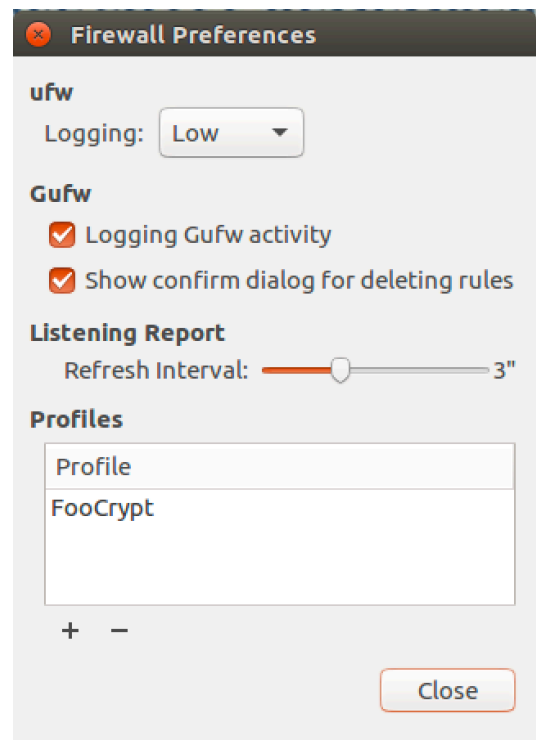 Firewall Preferences
ufw
Logging: Low
Gufw
Logging Gufw activity
Show confirm dialog for deleting rules
Listening Report
Refresh Interval: 3"
Profiles
Profile
FooCrypt
+ −
Close